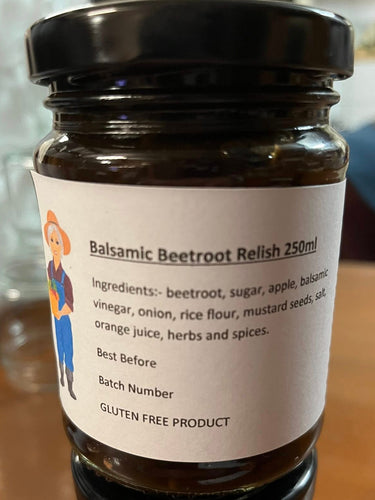 Balsamic Beetroot Relish 250ml
Ingredients:- beetroot, sugar, apple, balsamic
vinegar, onion, rice flour, mustard seeds, salt,
orange juice, herbs and spices.
Best Before
Batch Number
GLUTEN FREE PRODUCT